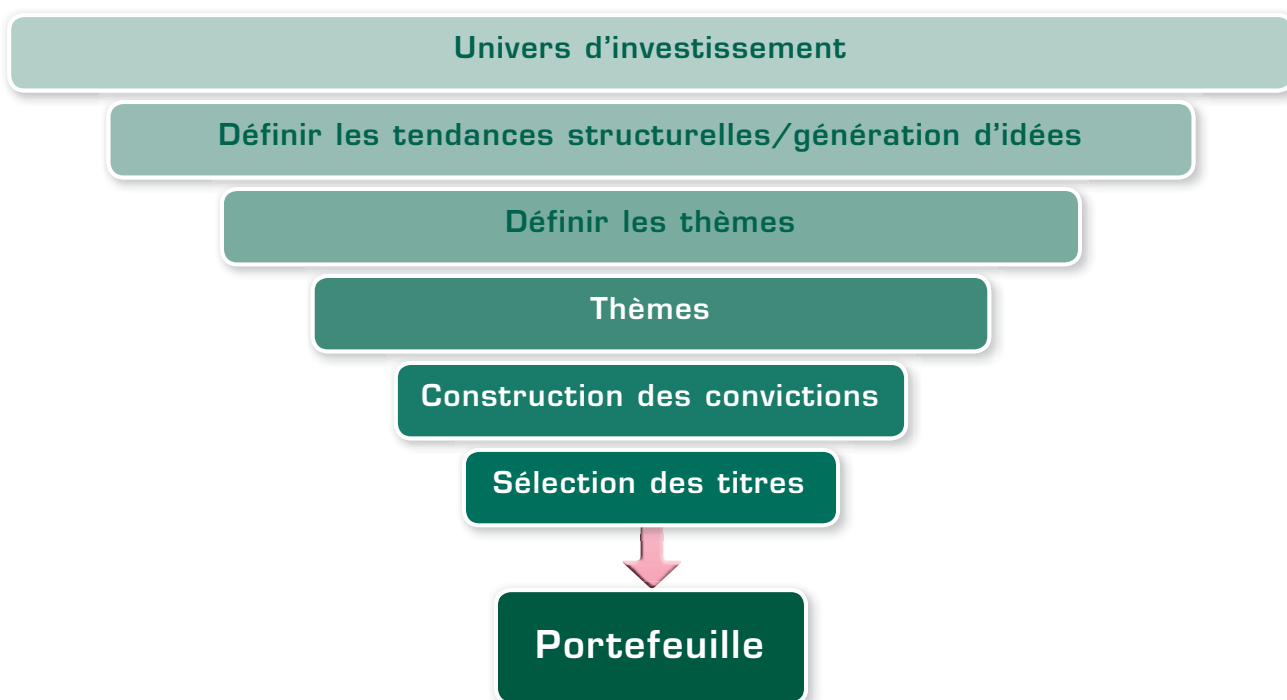 Univers d’investissement
Définir les tendances structurelles/génération d’idées
Définir les thèmes
Thèmes
Construction des convictions
Sélection des titres
Portefeuille